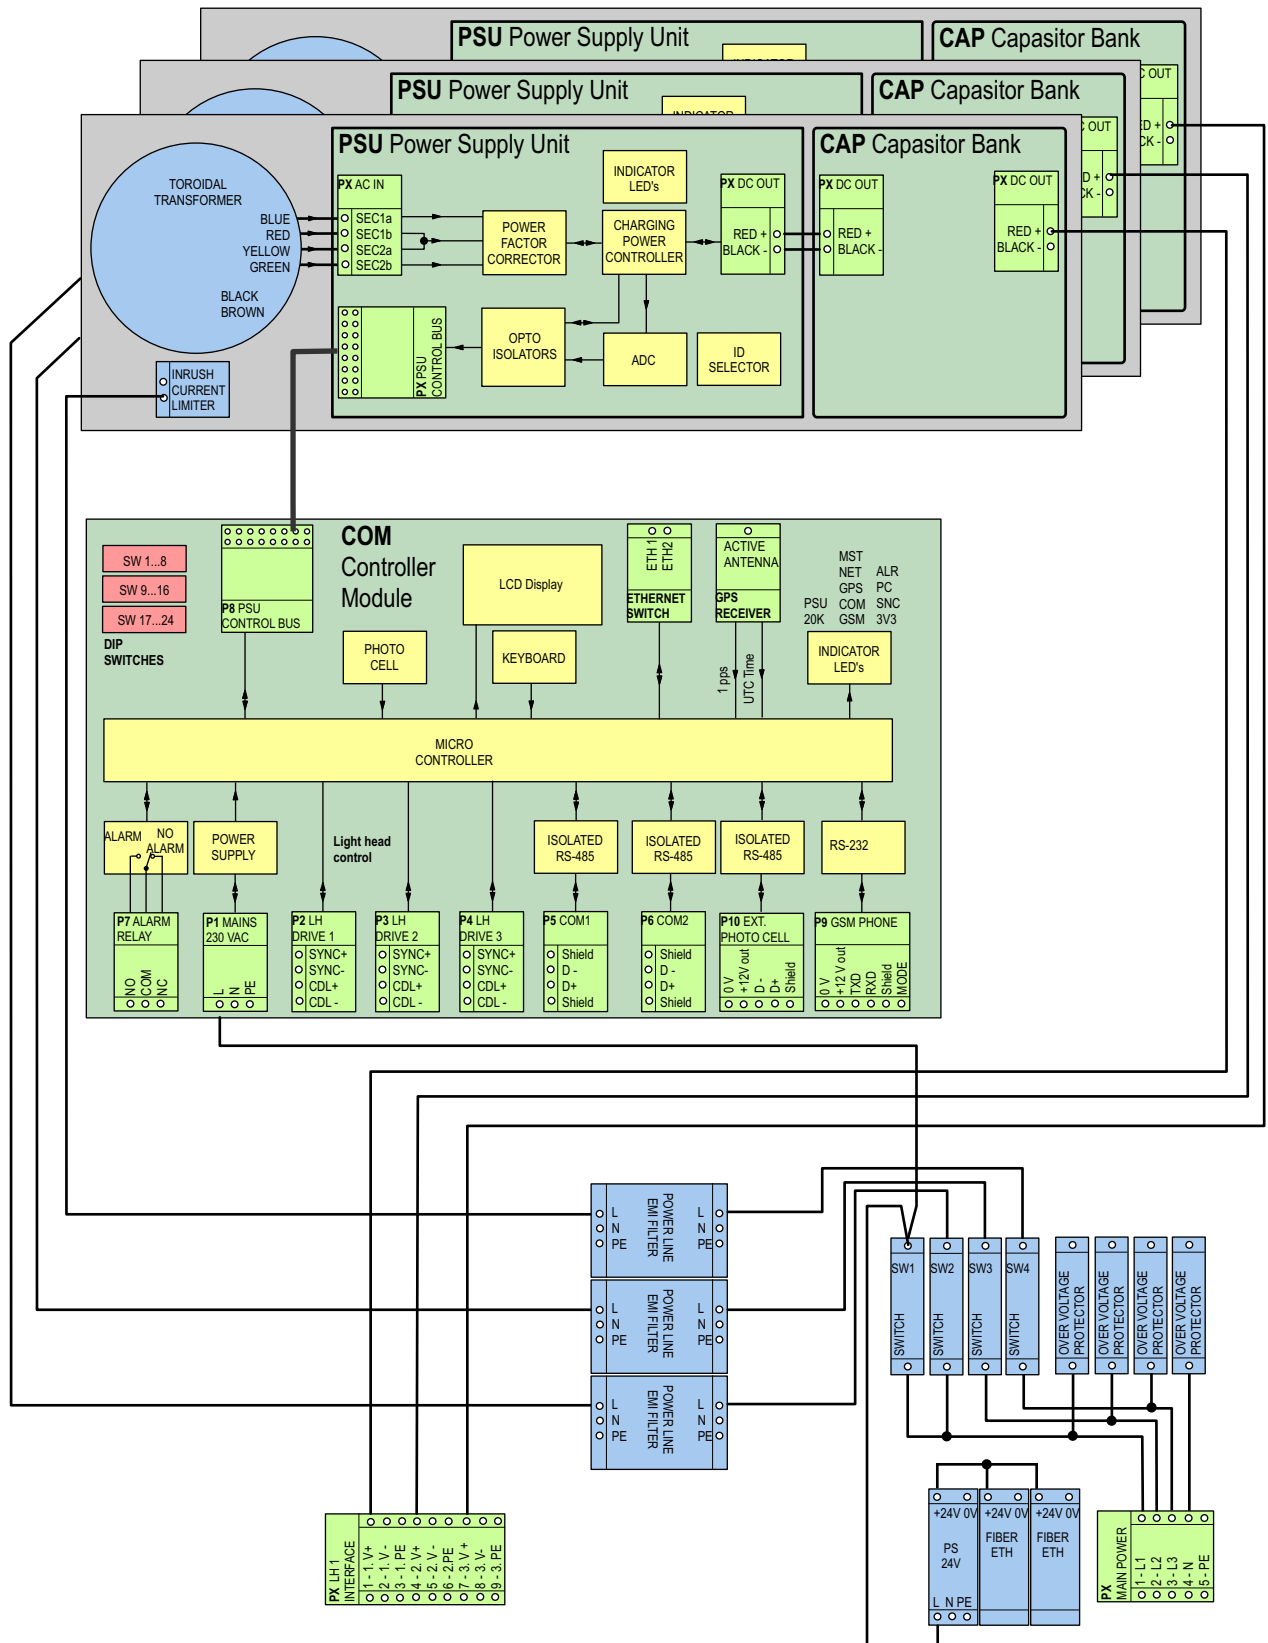 PSU Power Supply Unit
CAP Capasitor Bank
PSU Power Supply Unit
CAP Capasitor Bank
INDICATOR
C OUT
PSU Power Supply Unit
CAP Capasitor Bank
INDICATOR
C OUT
ED +
CK -
D +
CK -
TOROIDAL
TRANSFORMER
BLUE
RED
YELLOW
GREEN
BLACK
BROWN
INRUSH
CURRENT
LIMITER
PX AC IN
SEC1a
SEC1b
SEC2a
SEC2b
POWER
FACTOR
CORRECTOR
INDICATOR
LED's
CHARGING
POWER
CONTROLLER
PX DC OUT
RED +
BLACK -
PX DC OUT
RED +
BLACK -
PX DC OUT
RED +
BLACK -
PX PSU
CONTROL BUS
OPTO
ISOLATORS
ADC
ID
SELECTOR
COM
Controller
Module
SW 1...8
SW 9...16
SW 17...24
DIP
SWITCHES
P8 PSU
CONTROL BUS
PHOTO
CELL
LCD Display
KEYBOARD
ETH 1
ETH2
ETHERNET
SWITCH
ACTIVE
ANTENNA
GPS
RECEIVER
1 pps
UTC Time
MST
NET ALR
GPS PC
PSU COM SNC
20K GSM 3V3
INDICATOR
LED's
MICRO
CONTROLLER
ALARM
NO
ALARM
POWER
SUPPLY
Light head
control
ISOLATED
RS-485
ISOLATED
RS-485
ISOLATED
RS-485
RS-232
P7 ALARM
RELAY
NO
COM
NC
P1 MAINS
230 VAC
L
N
PE
P2 LH
DRIVE 1
SYNC+
SYNC-
CDL+
CDL -
P3 LH
DRIVE 2
SYNC+
SYNC-
CDL+
CDL -
P4 LH
DRIVE 3
SYNC+
SYNC-
CDL+
CDL -
P5 COM1
Shield
D -
D+
Shield
P6 COM2
Shield
D -
D+
Shield
P10 EXT.
PHOTO CELL
0 V
+12V out
D -
D+
Shield
P9 GSM PHONE
0 V
+12 V out
TXD
RXD
Shield
MODE
L
N
PE
POWER LINE
EMI FILTER
L
N
PE
L
N
PE
POWER LINE
EMI FILTER
L
N
PE
L
N
PE
POWER LINE
EMI FILTER
L
N
PE
SW1
SWITCH
SW2
SWITCH
SW3
SWITCH
SW4
SWITCH
OVER VOLTAGE
PROTECTOR
OVER VOLTAGE
PROTECTOR
OVER VOLTAGE
PROTECTOR
OVER VOLTAGE
PROTECTOR
PX LH 1
INTERFACE
1 - 1. V+
2 - 1. V -
3 - 1. PE
4 - 2. V+
5 - 2. V -
6 - 2.PE
7 - 3. V +
8 - 3. V-
9 - 3. PE
+24V 0V
PS
24V
L N PE
+24V 0V
FIBER
ETH
+24V 0V
FIBER
ETH
PX
MAIN POWER
1 - L1
2 - L2
3 - L3
4 - N
5 - PE